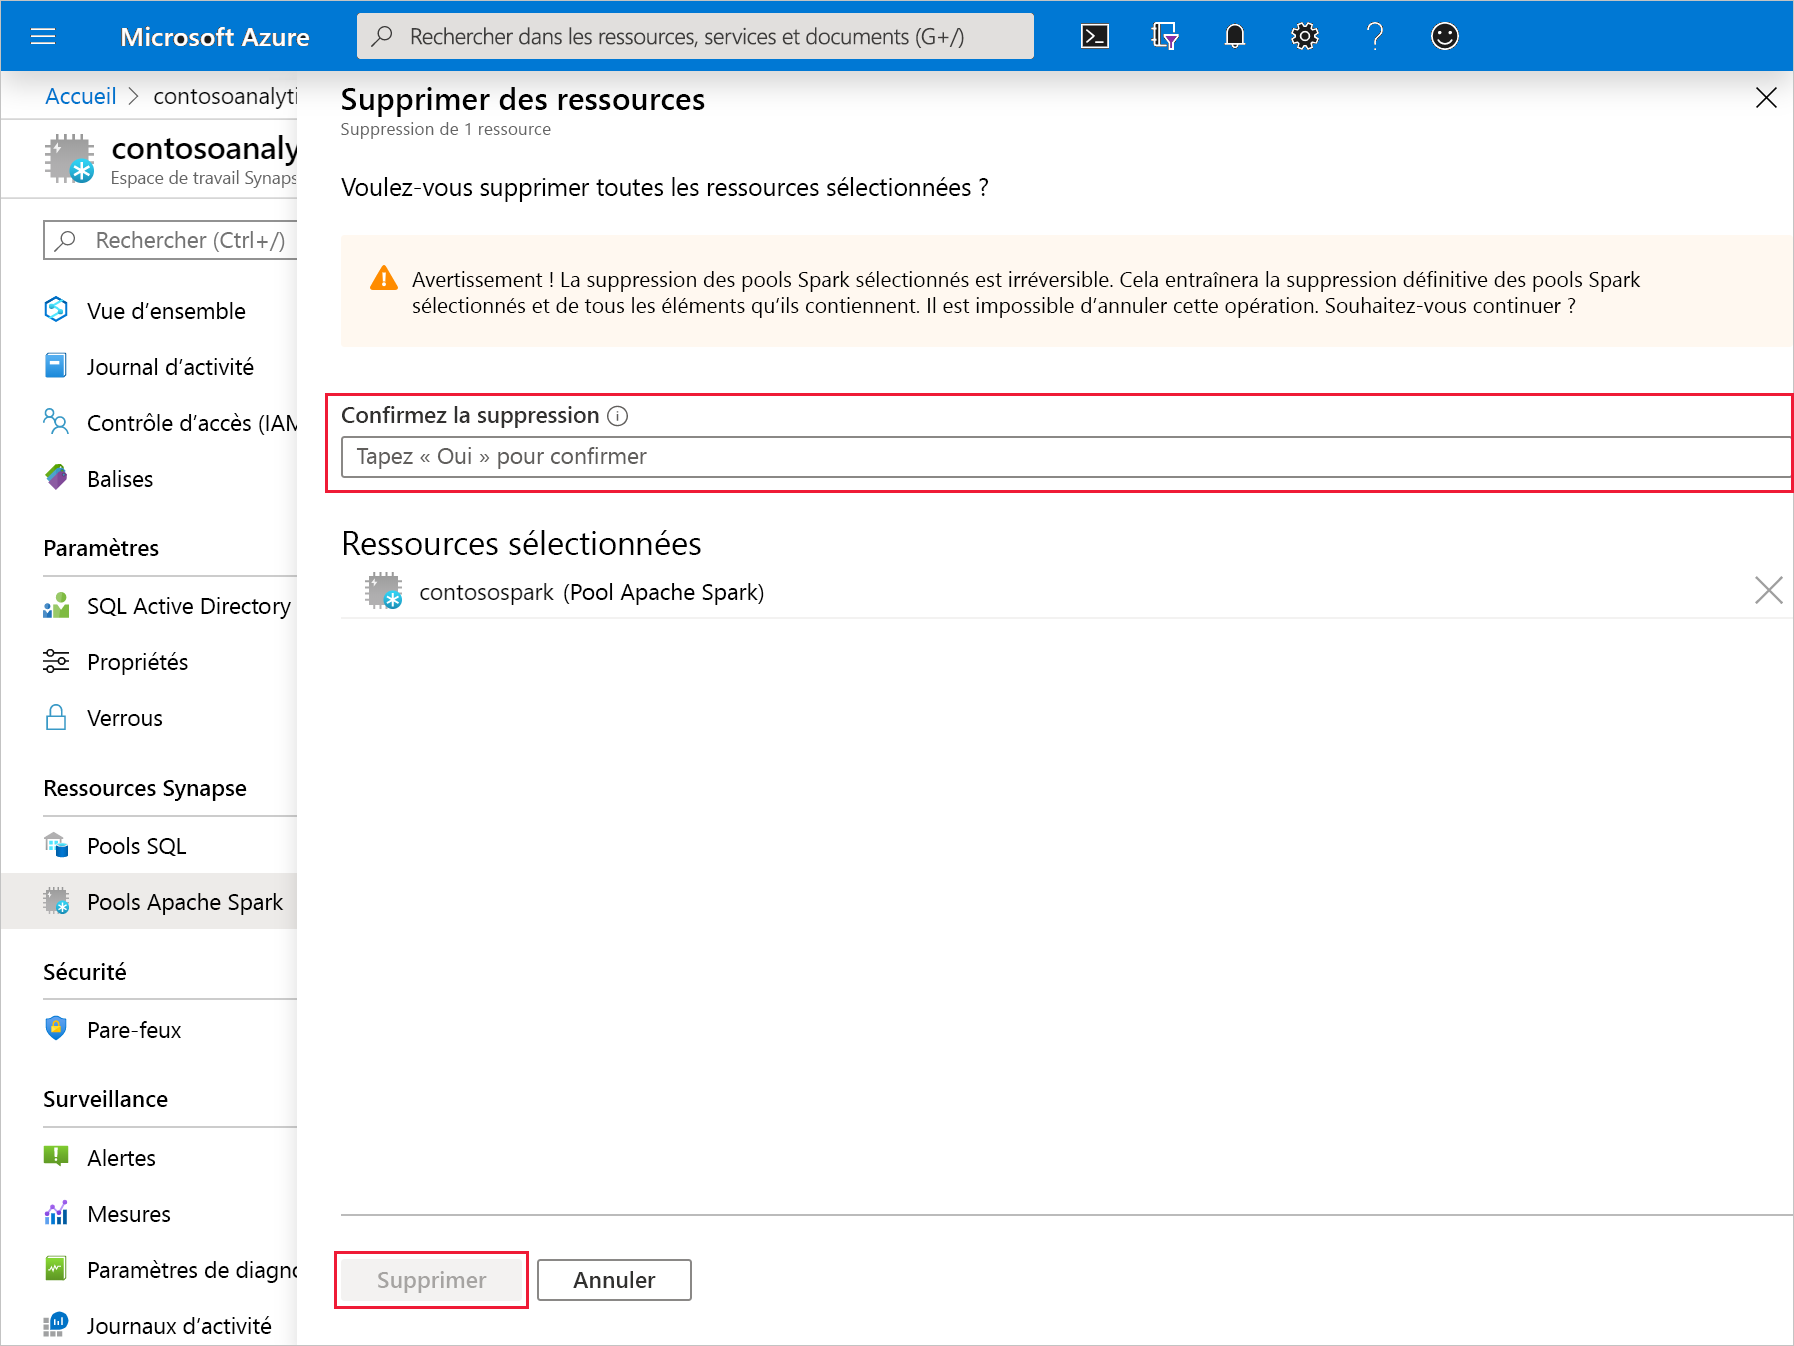 Microsoft Azure
Rechercher dans les ressources, services et documents (G+/)
Accueil > contosoanalyti
contosoanaly
Espace de travail Synaps
Rechercher (Ctrl+/)
Vue d’ensemble
Journal d’activité
Contrôle d’accès (IAM
Balises
Paramètres
SQL Active Directory
Propriétés
Verrous
Ressources Synapse
Pools SQL
Pools Apache Spark
Sécurité
Pare-feux
Surveillance
Alertes
Mesures
Paramètres de diagno
Journaux d’activité
Supprimer des ressources
Suppression de 1 ressource
Voulez-vous supprimer toutes les ressources sélectionnées ?
Avertissement ! La suppression des pools Spark sélectionnés est irréversible. Cela entraînera la suppression définitive des pools Spark
sélectionnés et de tous les éléments qu’ils contiennent. Il est impossible d’annuler cette opération. Souhaitez-vous continuer ?
Confirmez la suppression
Tapez « Oui » pour confirmer
Ressources sélectionnées
contosospark (Pool Apache Spark)
Supprimer
Annuler